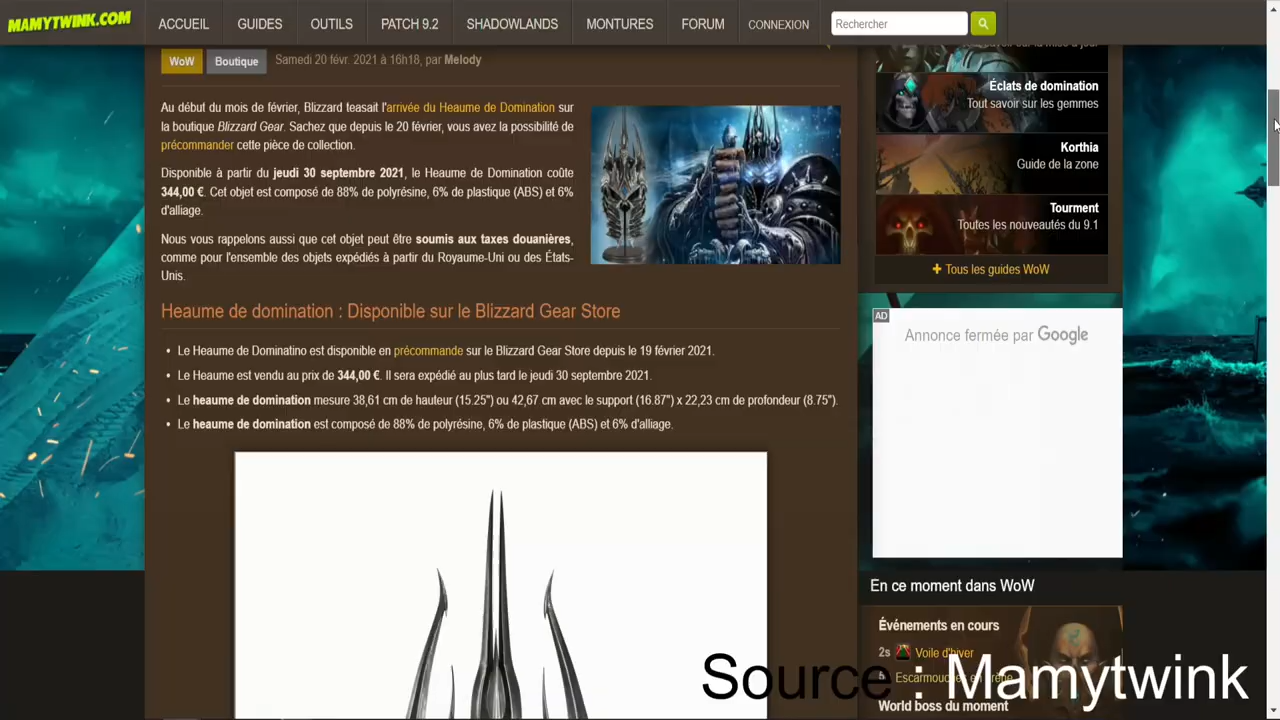 MAMYTWINK.COM
ACCUEIL
GUIDES
OUTILS
PATCH 9.2
SHADOWLANDS
MONTURES
FORUM
CONNEXION
Rechercher
WoW
Boutique
Samedi 20 févr. 2021 à 16h18, par Melody
Au début du mois de février, Blizzard teasait l'arrivée du Heaume de Domination sur
la boutique Blizzard Gear. Sachez que depuis le 20 février, vous avez la possibilité de
précommander cette pièce de collection.
Disponible à partir du jeudi 30 septembre 2021, le Heaume de Domination coûte
344,00 €. Cet objet est composé de 88% de polyrésine, 6% de plastique (ABS) et 6%
d'alliage.
Nous vous rappelons aussi que cet objet peut être soumis aux taxes douanières,
comme pour l'ensemble des objets expédiés à partir du Royaume-Uni ou des États-
Unis.
Heaume de domination : Disponible sur le Blizzard Gear Store
• Le Heaume de Dominatino est disponible en précommande sur le Blizzard Gear Store depuis le 19 février 2021.
• Le Heaume est vendu au prix de 344,00 €. Il sera expédié au plus tard le jeudi 30 septembre 2021.
• Le heaume de domination mesure 38,61 cm de hauteur (15.25") ou 42,67 cm avec le support (16.87") x 22,23 cm de profondeur (8.75").
• Le heaume de domination est composé de 88% de polyrésine, 6% de plastique (ABS) et 6% d'alliage.
Éclats de domination
Tout savoir sur les gemmes
Korthia
Guide de la zone
Tourment
Toutes les nouveautés du 9.1
+ Tous les guides WoW
AD
Annonce fermée par Google
En ce moment dans WoW
Événements en cours
2s Voile d'hiver
Escarmouches en
World boss du moment
Source : Mamytwink